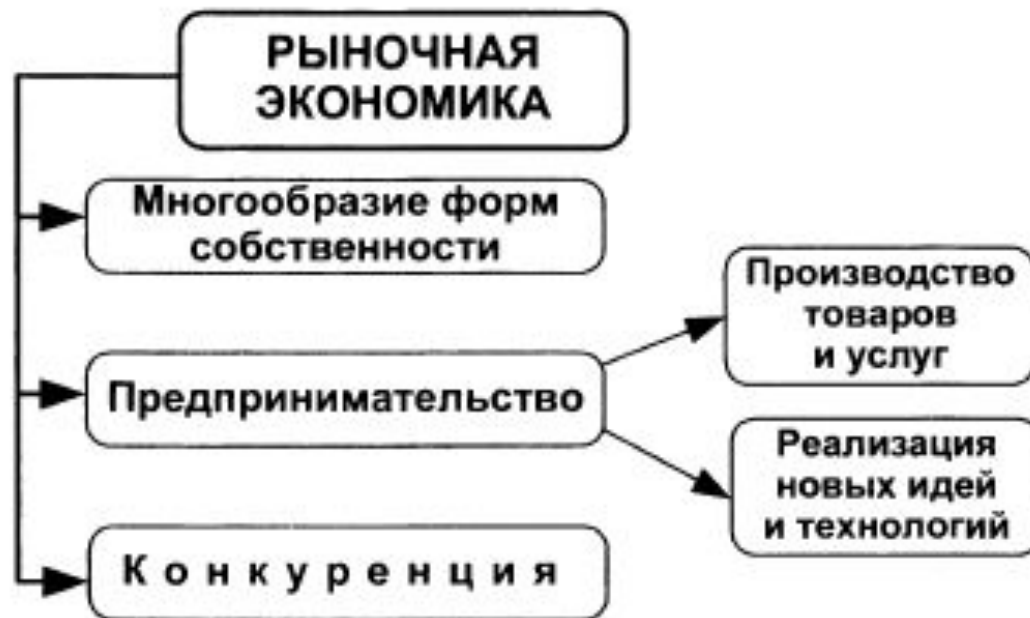 РЫНОЧНАЯ
ЭКОНОМИКА
Многообразие форм
собственности
Предпринимательство
Производство
товаров
и услуг
Реализация
новых идей
и технологий
Конкуренция